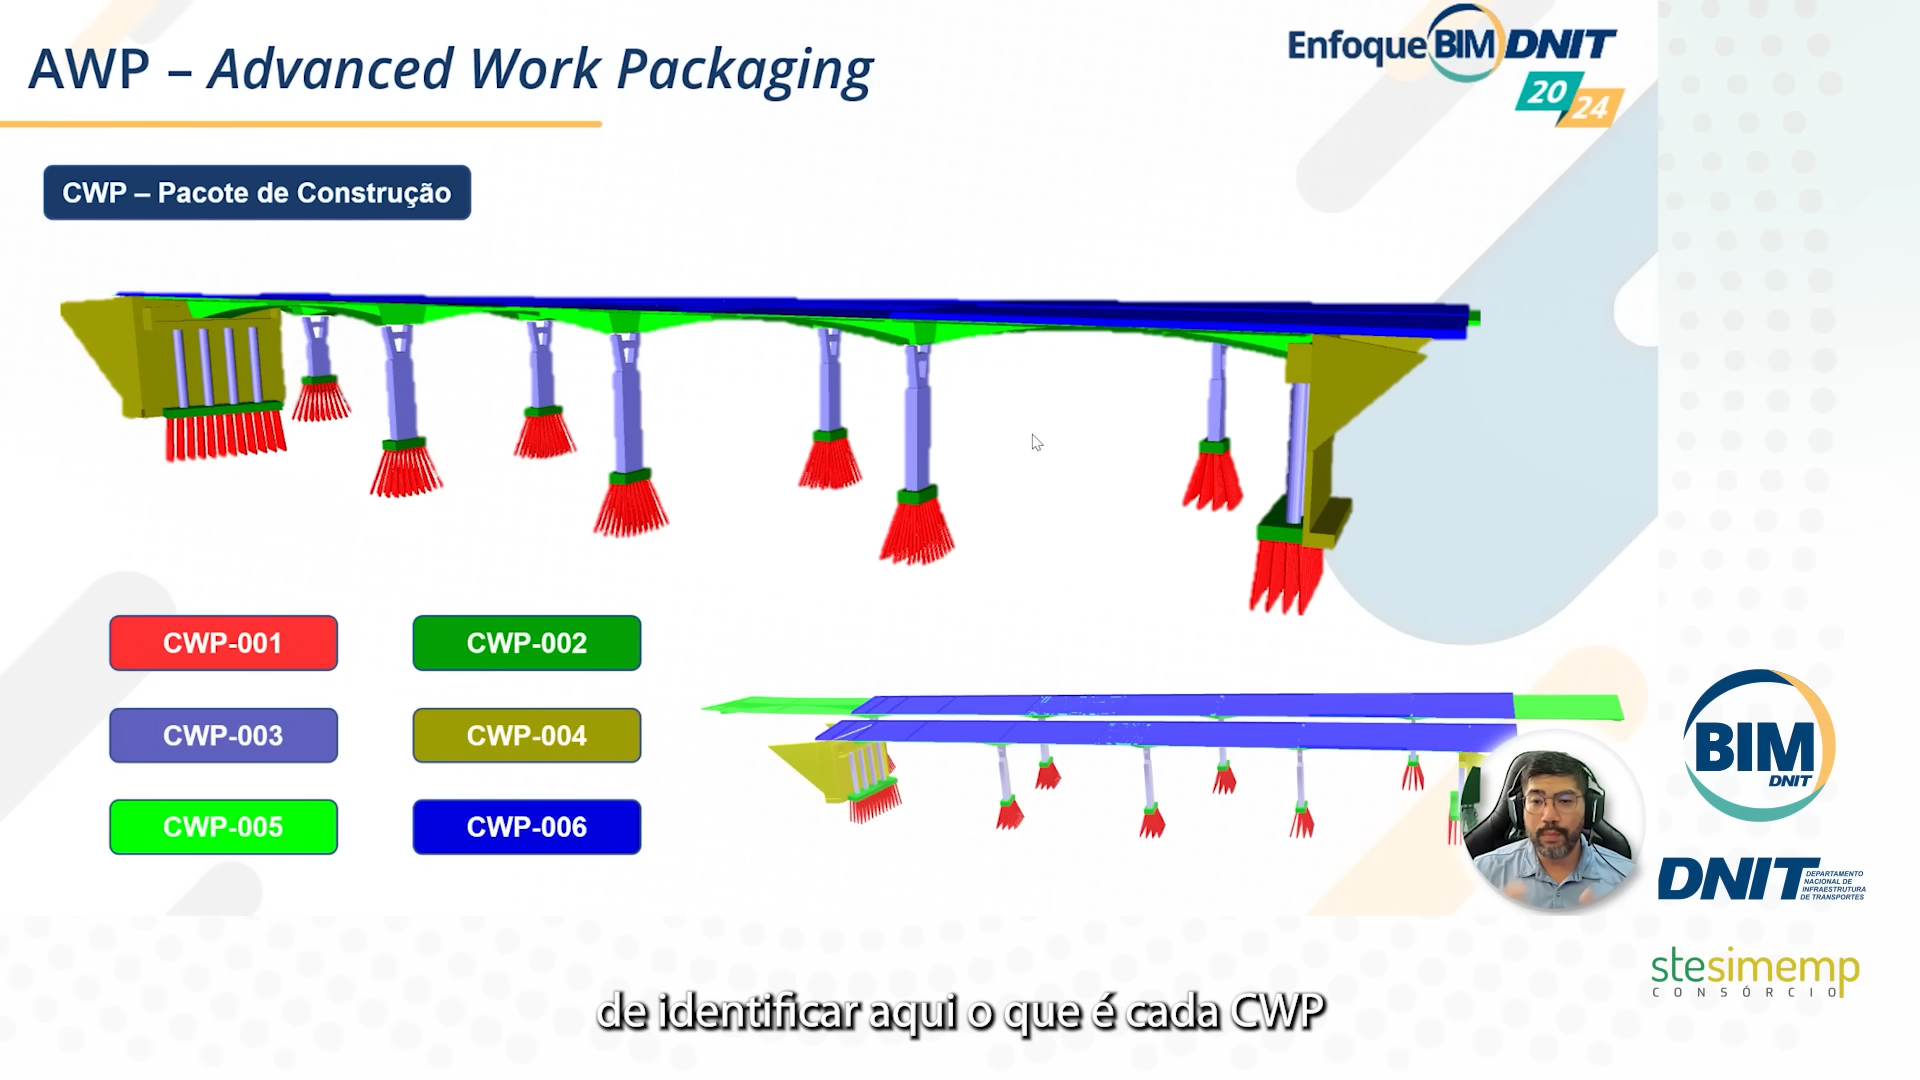 AWP – Advanced Work Packaging
Enfoque BIM DNIT
20 24
CWP – Pacote de Construção
CWP-001
CWP-002
CWP-003
CWP-004
CWP-005
CWP-006
BIM
DNIT
DNIT
DEPARTAMENTO
NACIONAL DE
INFRAESTRUTURA
DE TRANSPORTES
stesimemp
CONSÓRCIO
de identificar aqui o que é cada CWP